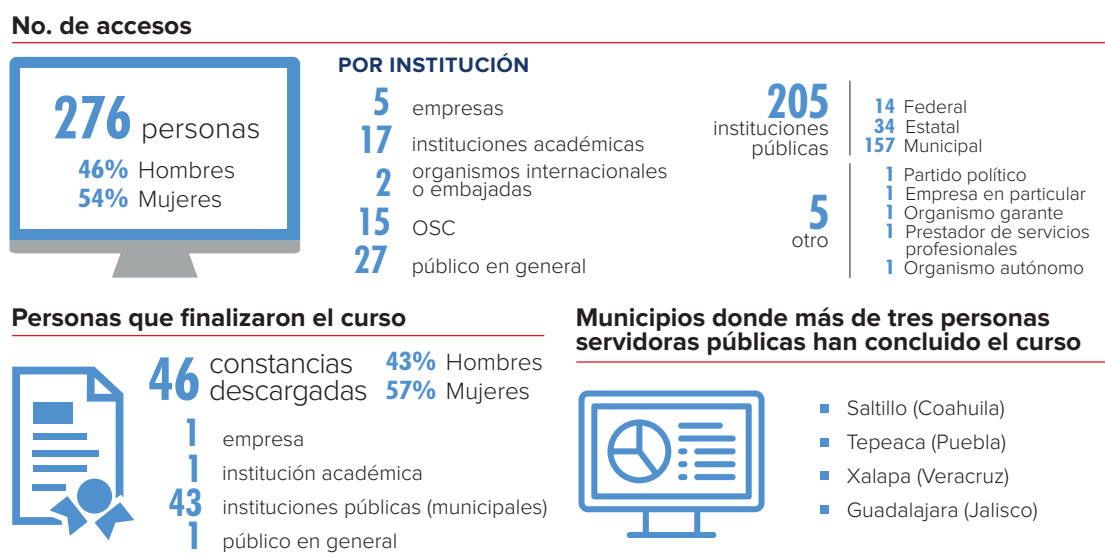 No. de accesos
276 personas
46% Hombres
54% Mujeres
POR INSTITUCIÓN
5 empresas
17 instituciones académicas
2 organismos internacionales
o embajadas
15 OSC
27 público en general
205
instituciones
públicas
14 Federal
34 Estatal
157 Municipal
5
otro
1 Partido político
1 Empresa en particular
1 Organismo garante
1 Prestador de servicios
profesionales
1 Organismo autónomo
Personas que finalizaron el curso
46 constancias
descargadas
43% Hombres
57% Mujeres
1 empresa
1 institución académica
43 instituciones públicas (municipales)
1 público en general
Municipios donde más de tres personas
servidoras públicas han concluido el curso
Saltillo (Coahuila)
Tepeaca (Puebla)
Xalapa (Veracruz)
Guadalajara (Jalisco)